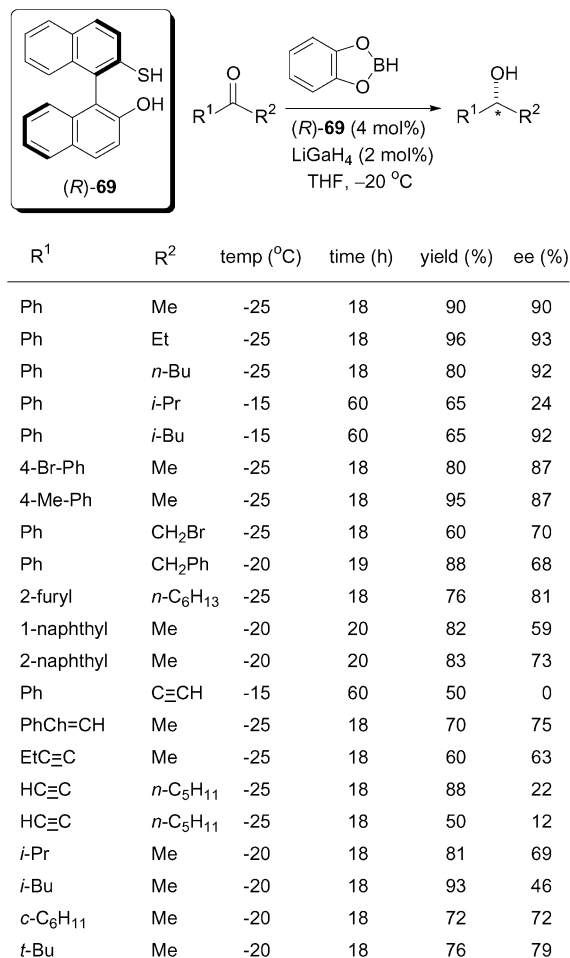 SH
OH
(R)-69
O
R1 R2
O
BH
O
(R)-69 (4 mol%)
LiGaH4 (2 mol%)
THF, –20 oC
OH
R1 * R2
R1 R2 temp (oC) time (h) yield (%) ee (%)
Ph Me -25 18 90 90
Ph Et -25 18 96 93
Ph n-Bu -25 18 80 92
Ph i-Pr -15 60 65 24
Ph i-Bu -15 60 65 92
4-Br-Ph Me -25 18 80 87
4-Me-Ph Me -25 18 95 87
Ph CH2Br -25 18 60 70
Ph CH2Ph -20 19 88 68
2-furyl n-C6H13 -25 18 76 81
1-naphthyl Me -20 20 82 59
2-naphthyl Me -20 20 83 73
Ph C≡CH -15 60 50 0
PhCh=CH Me -25 18 70 75
EtC≡C Me -25 18 60 63
HC≡C n-C5H11 -25 18 88 22
HC≡C n-C5H11 -25 18 50 12
i-Pr Me -20 18 81 69
i-Bu Me -20 18 93 46
c-C6H11 Me -20 18 72 72
t-Bu Me -20 18 76 79